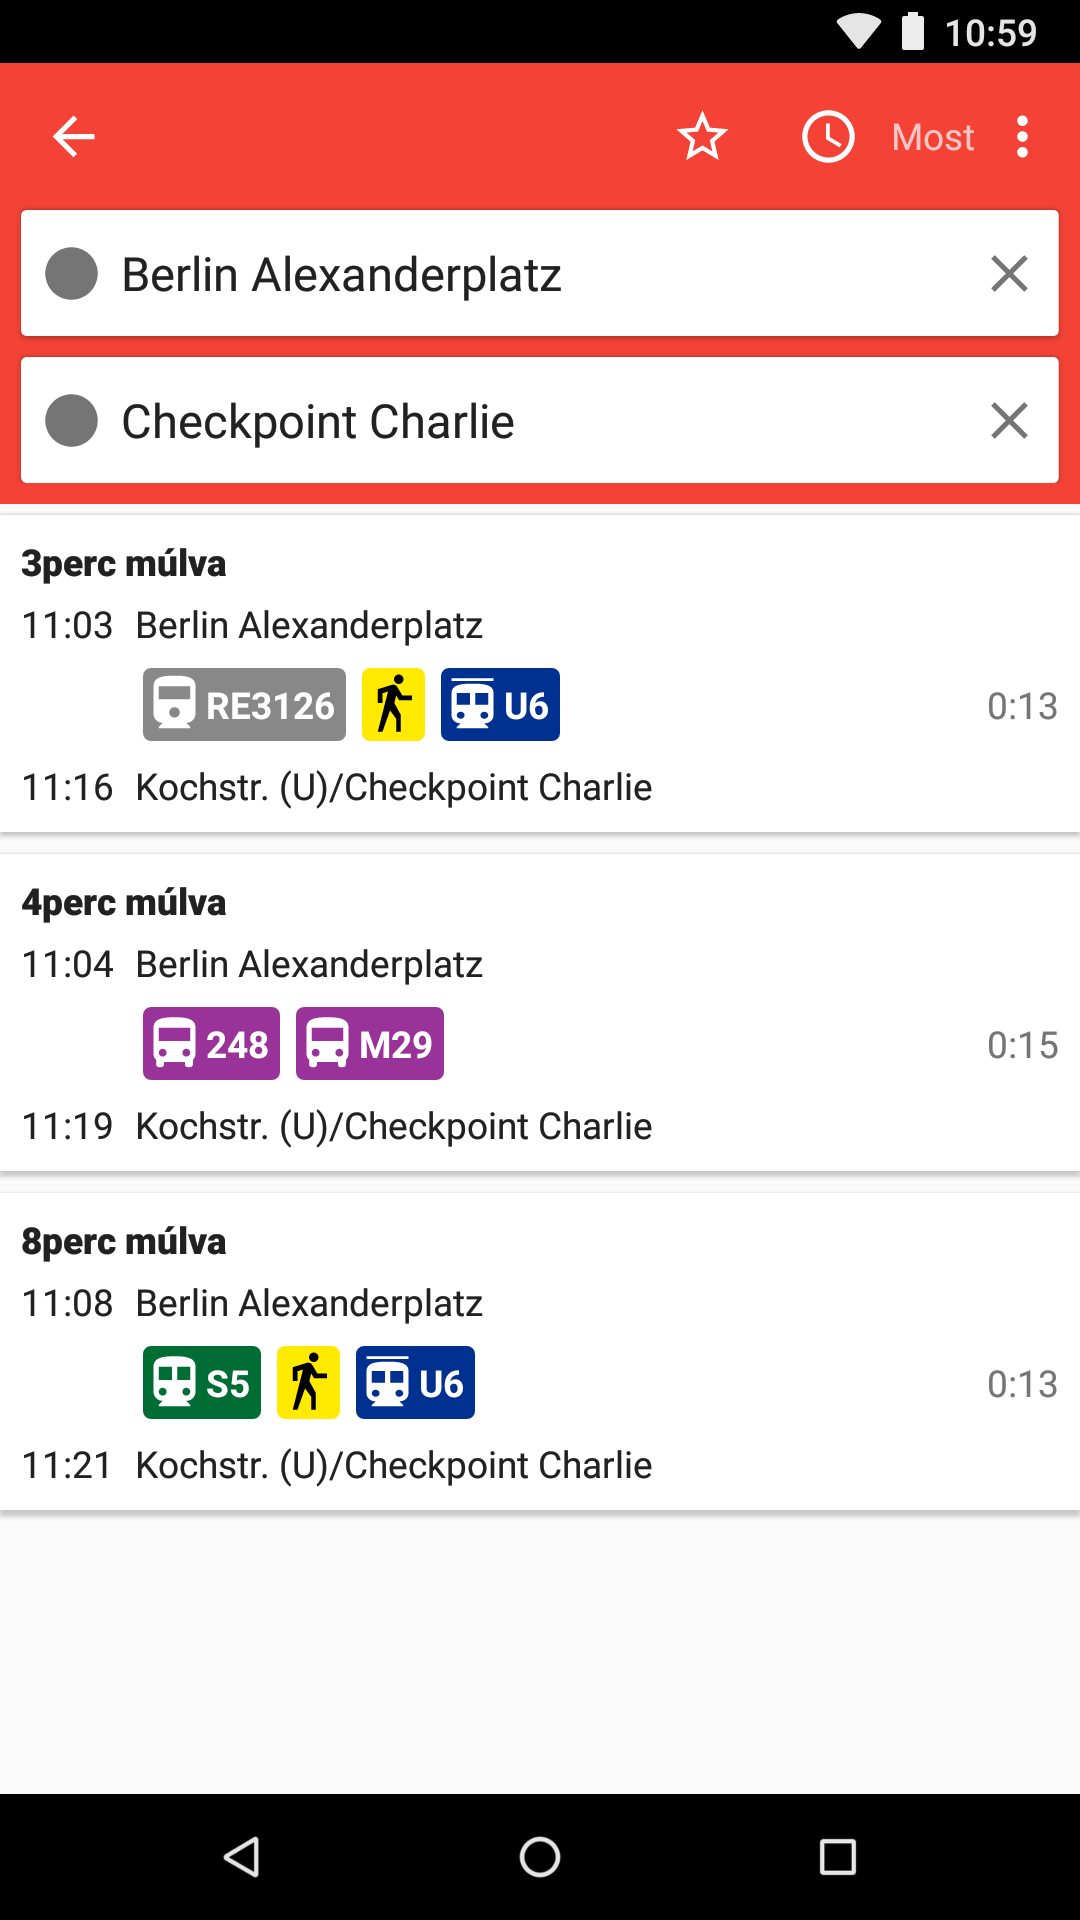 10:59
Most
Berlin Alexanderplatz
Checkpoint Charlie
3perc múlva
11:03 Berlin Alexanderplatz
RE3126 U6 0:13
11:16 Kochstr. (U)/Checkpoint Charlie
4perc múlva
11:04 Berlin Alexanderplatz
248 M29 0:15
11:19 Kochstr. (U)/Checkpoint Charlie
8perc múlva
11:08 Berlin Alexanderplatz
S5 U6 0:13
11:21 Kochstr. (U)/Checkpoint Charlie